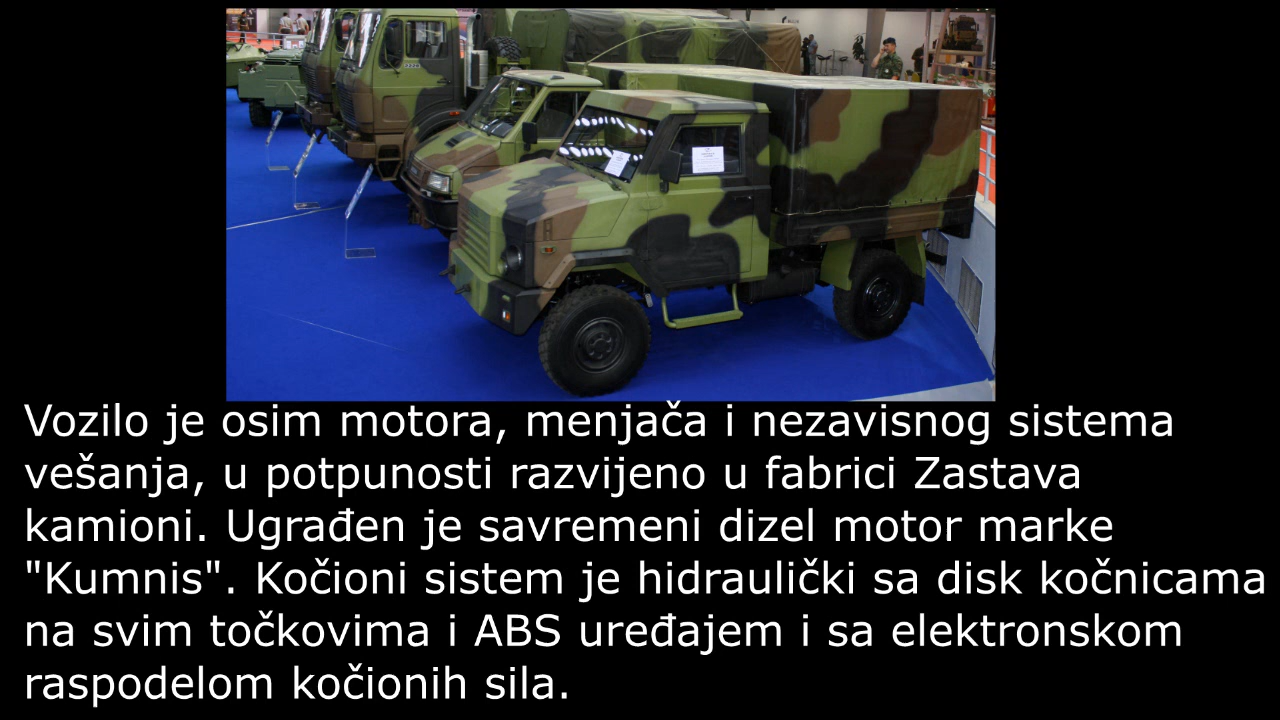 Vozilo je osim motora, menjača i nezavisnog sistema
vešanja, u potpunosti razvijeno u fabrici Zastava
kamioni. Ugrađen je savremeni dizel motor marke
"Kumnis". Kočioni sistem je hidraulički sa disk kočnicama
na svim točkovima i ABS uređajem i sa elektronskom
raspodelom kočionih sila.